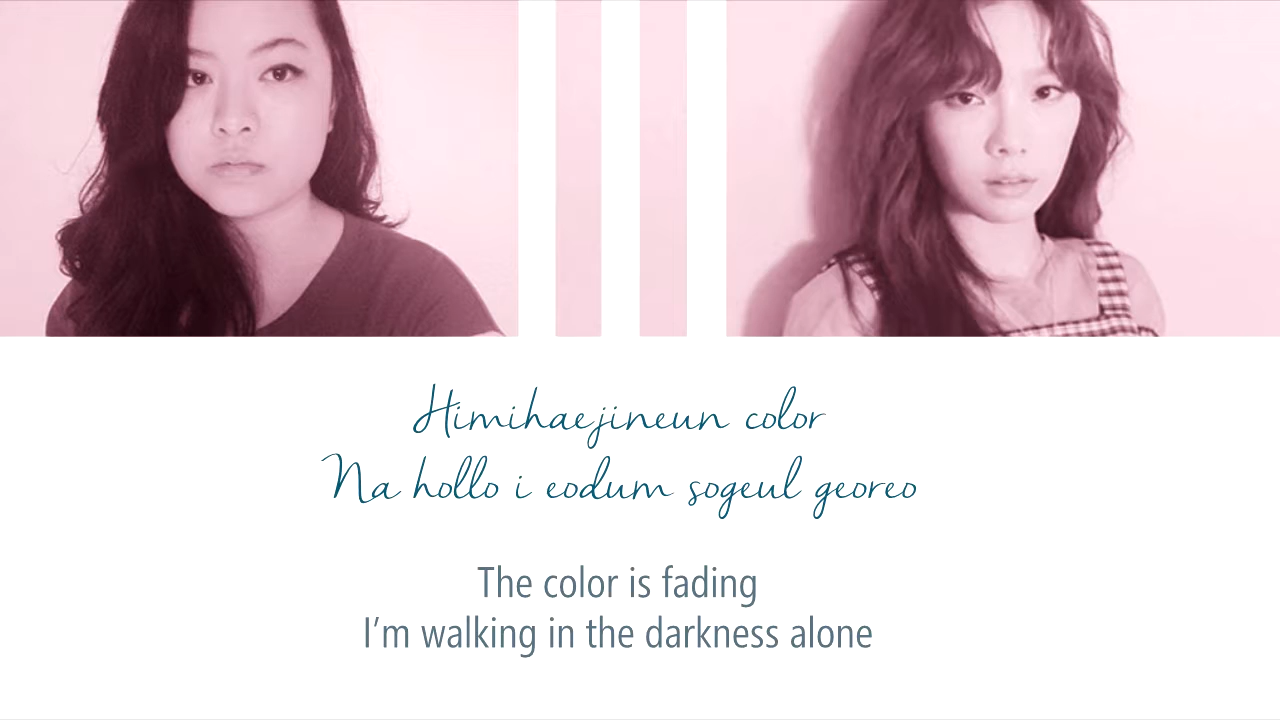 Himihaejineun color
Na hollo i eodum sogeul georeo
The color is fading
I’m walking in the darkness alone